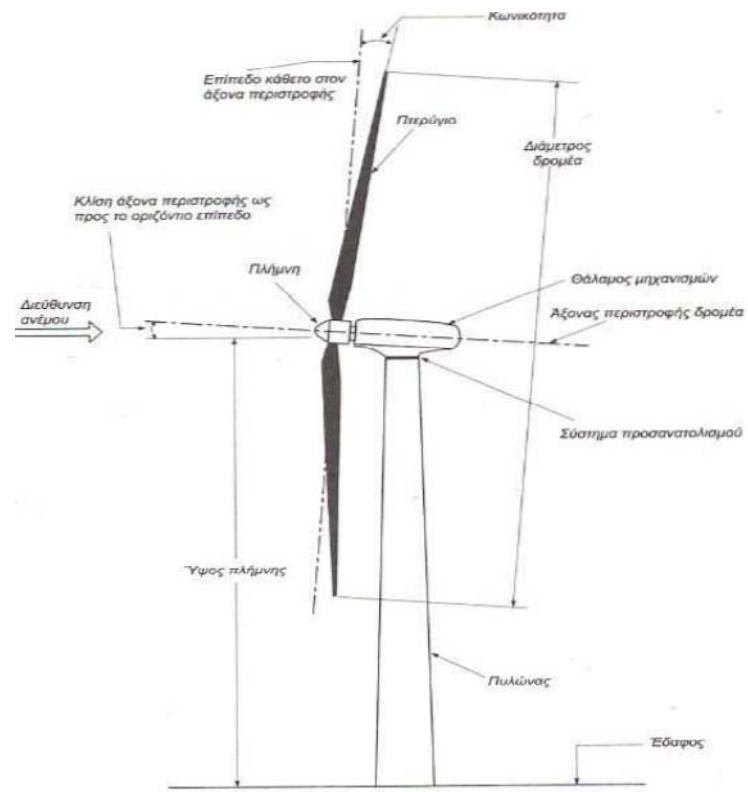 Κωνικότητα
Επίπεδο κάθετο στον
άξονα περιστροφής
Πτερύγιο
Διάμετρος
δρομέα
Κλίση άξονα περιστροφής ως
προς το οριζόντιο επίπεδο
Πλήμνη
Θάλαμος μηχανισμών
Διεύθυνση
ανέμου
Άξονας περιστροφής δρομέα
Σύστημα προσανατολισμού
Ύψος πλήμνης
Πυλώνας
Έδαφος